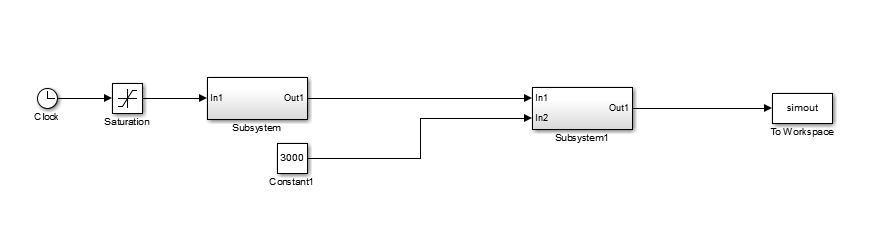 Clock
Saturation
In1
Out1
Subsystem
3000
Constant1
In1
In2
Out1
Subsystem1
simout
To Workspace